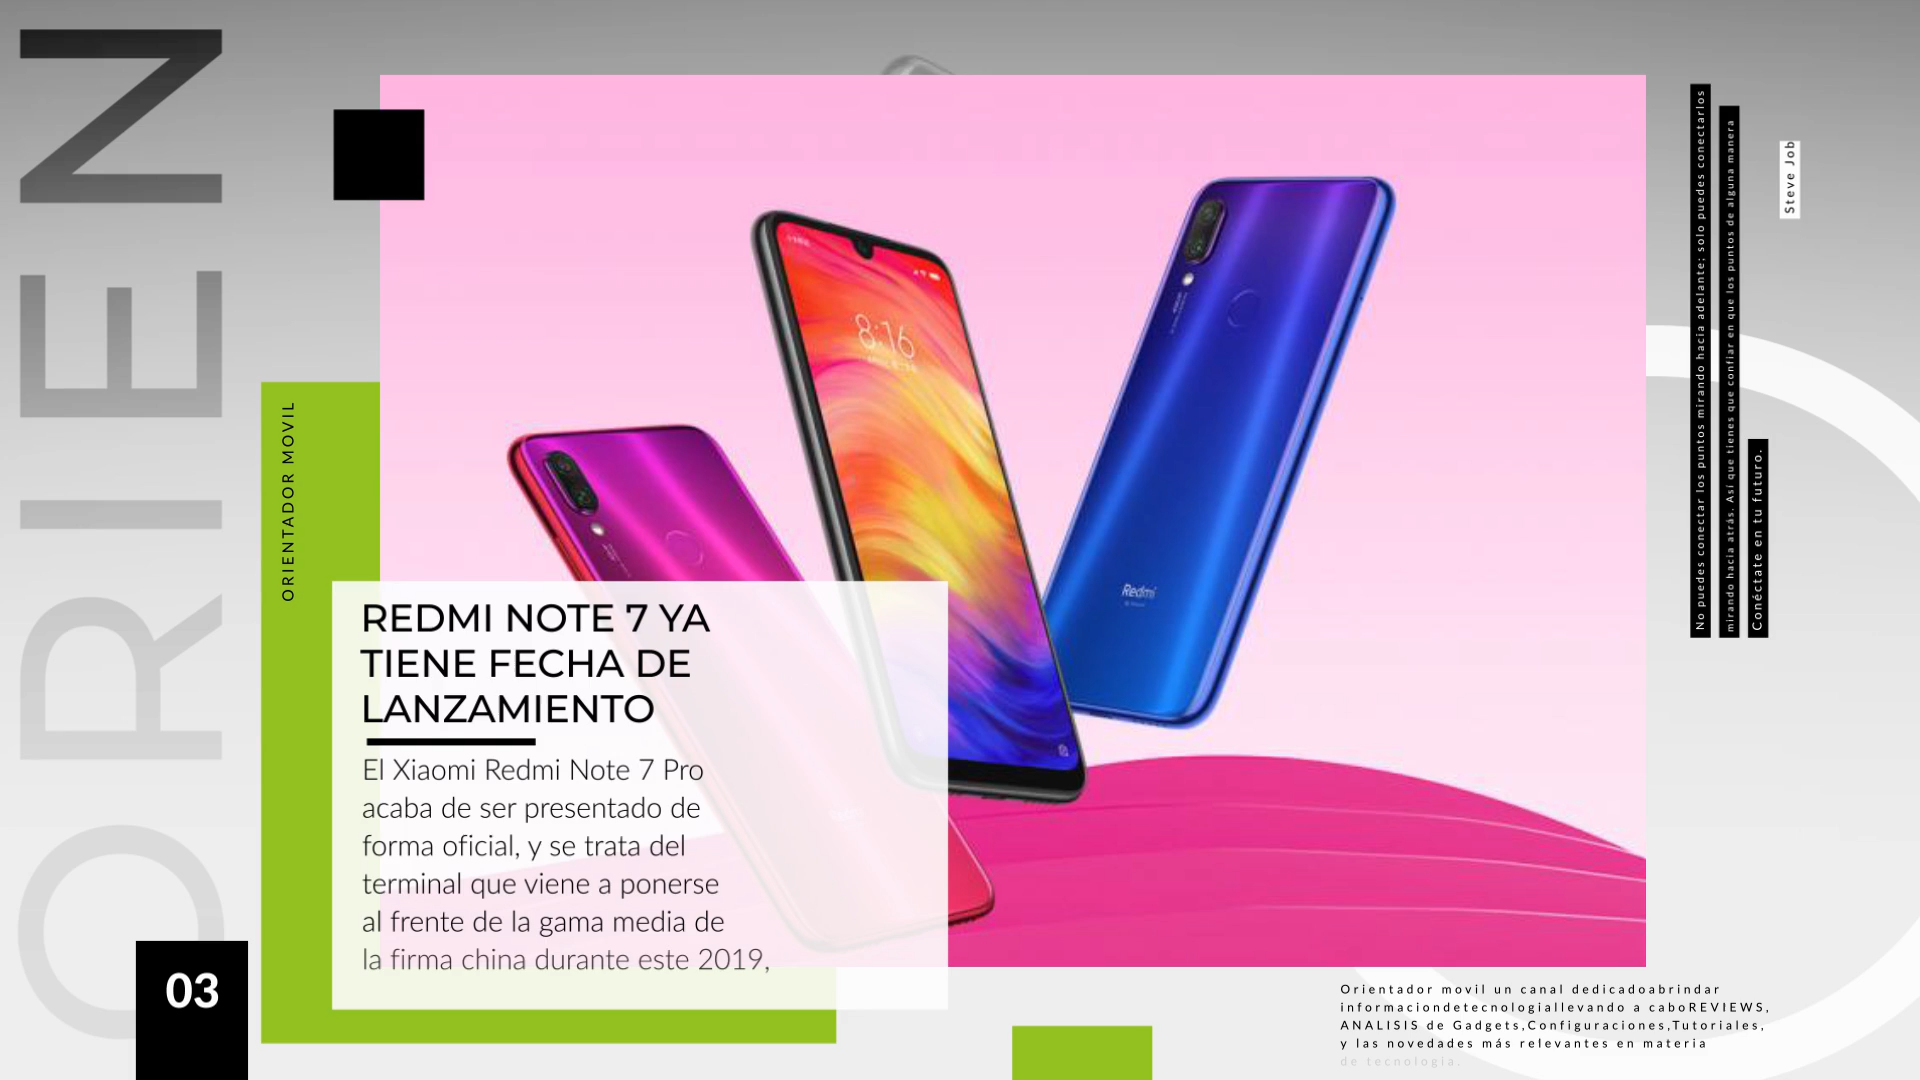 ORIEN
ORIENTADOR MOVIL
8:16
Redmi
REDMI NOTE 7 YA
TIENE FECHA DE
LANZAMIENTO
El Xiaomi Redmi Note 7 Pro
acaba de ser presentado de
forma oficial, y se trata del
terminal que viene a ponerse
al frente de la gama media de
la firma china durante este 2019,
03
No puedes conectar los puntos mirando hacia adelante; solo puedes conectarlos
mirando hacia atrás. Así que tienes que confiar en que los puntos de alguna manera
Conéctate en tu futuro.
Steve Job
Orientador movil un canal dedicadoabrindar
informaciondetecnologiallevando a caboREVIEWS,
ANALISIS de Gadgets,Configuraciones,Tutoriales,
y las novedades más relevantes en materia
de tecnologia.